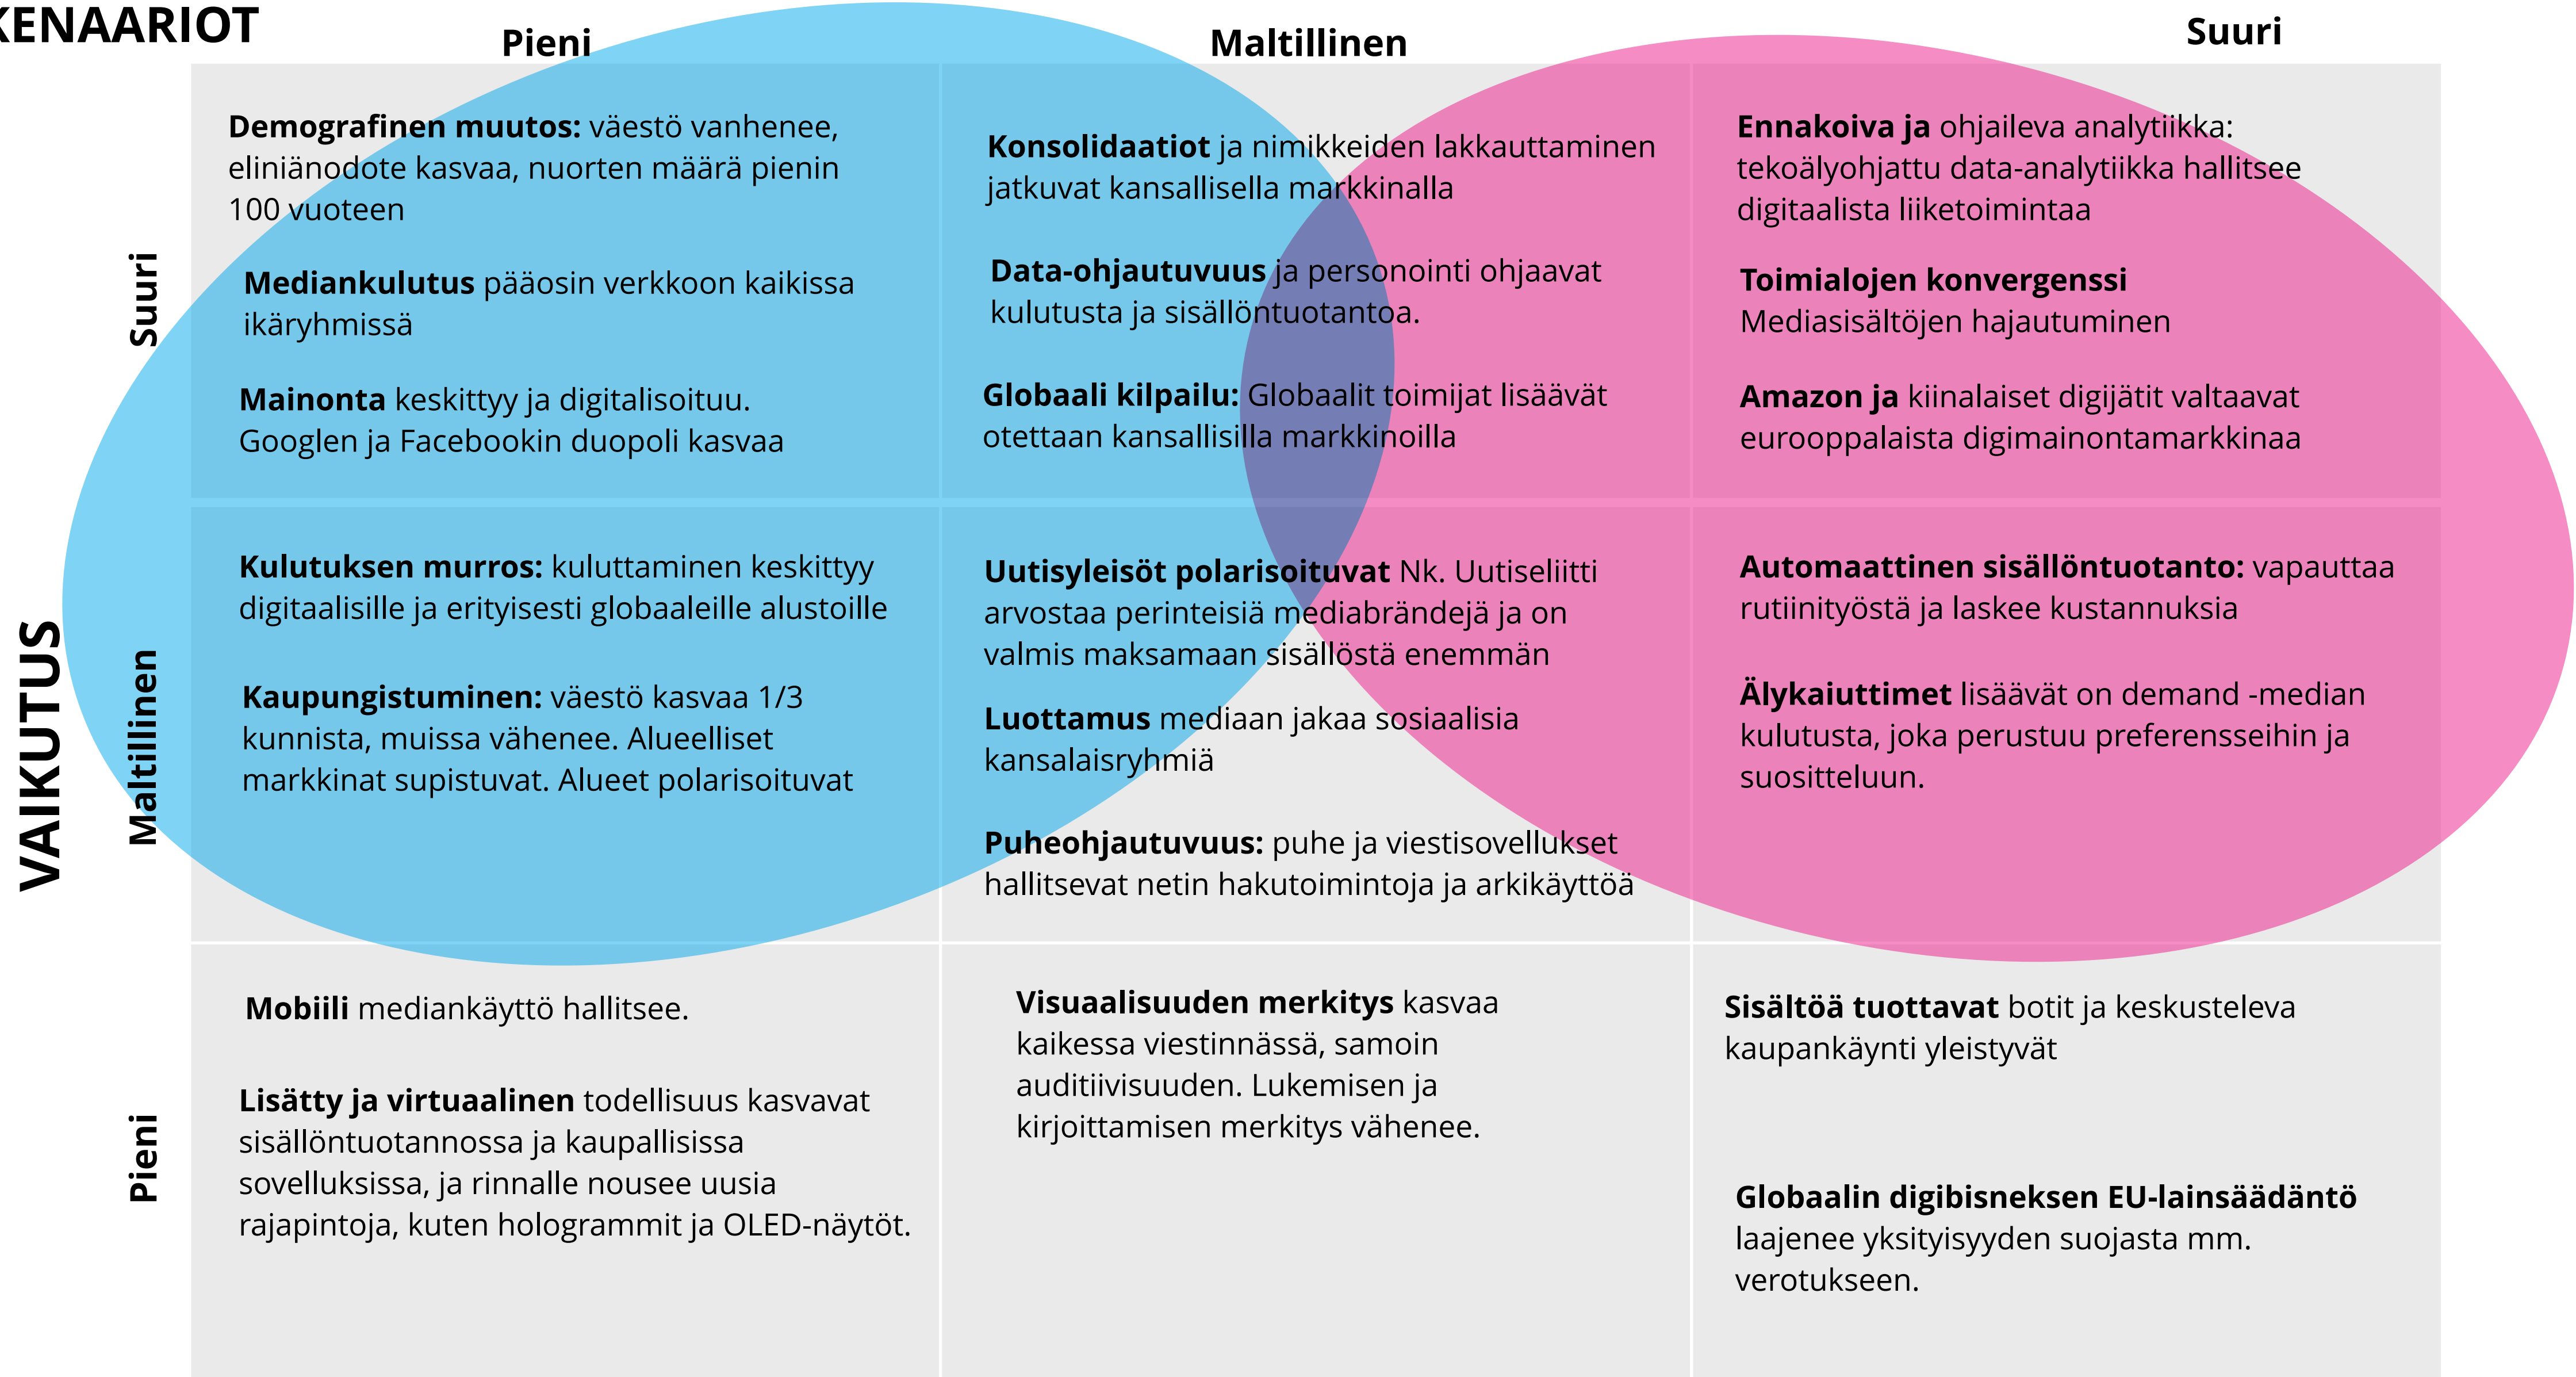 KENAARIOT
Pieni
Maltillinen
Suuri
VAIKUTUS
Suuri
Demografinen muutos: väestö vanhenee,
eliniänodote kasvaa, nuorten määrä pienin
100 vuoteen
Mediankulutus pääosin verkkoon kaikissa
ikäryhmissä
Mainonta keskittyy ja digitalisoituu.
Googlen ja Facebookin duopoli kasvaa
Konsolidaatiot ja nimikkeiden lakkauttaminen
jatkuvat kansallisella markkinalla
Data-ohjautuvuus ja personointi ohjaavat
kulutusta ja sisällöntuotantoa.
Globaali kilpailu: Globaalit toimijat lisäävät
otettaan kansallisilla markkinoilla
Ennakoiva ja ohjaileva analytiikka:
tekoälyohjattu data-analytiikka hallitsee
digitaalista liiketoimintaa
Toimialojen konvergenssi
Mediasisältöjen hajautuminen
Amazon ja kiinalaiset digijätit valtaavat
eurooppalaista digimainontamarkkinaa
Maltillinen
Kulutuksen murros: kuluttaminen keskittyy
digitaalisille ja erityisesti globaaleille alustoille
Kaupungistuminen: väestö kasvaa 1/3
kunnista, muissa vähenee. Alueelliset
markkinat supistuvat. Alueet polarisoituvat
Uutisyleisöt polarisoituvat Nk. Uutiseliitti
arvostaa perinteisiä mediabrändejä ja on
valmis maksamaan sisällöstä enemmän
Luottamus mediaan jakaa sosiaalisia
kansalaisryhmiä
Puheohjautuvuus: puhe ja viestisovellukset
hallitsevat netin hakutoimintoja ja arkikäyttöä
Automaattinen sisällöntuotanto: vapauttaa
rutiinityöstä ja laskee kustannuksia
Älykaiuttimet lisäävät on demand -median
kulutusta, joka perustuu preferensseihin ja
suositteluun.
Pieni
Mobiili mediankäyttö hallitsee.
Lisätty ja virtuaalinen todellisuus kasvavat
sisällöntuotannossa ja kaupallisissa
sovelluksissa, ja rinnalle nousee uusia
rajapintoja, kuten hologrammit ja OLED-näytöt.
Visuaalisuuden merkitys kasvaa
kaikessa viestinnässä, samoin
auditiivisuuden. Lukemisen ja
kirjoittamisen merkitys vähenee.
Sisältöä tuottavat botit ja keskusteleva
kaupankäynti yleistyvät
Globaalin digibisneksen EU-lainsäädäntö
laajenee yksityisyyden suojasta mm.
verotukseen.